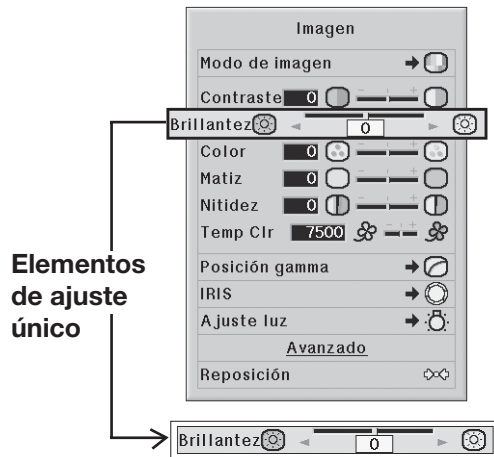 Imagen
Modo de imagen
Contraste 0
Brillantez 0
Color 0
Matiz 0
Nitidez 0
Temp Clr 7500
Posición gamma
IRIS
Ajuste luz
Avanzado
Reposición
Elementos
de ajuste
único
Brillantez 0